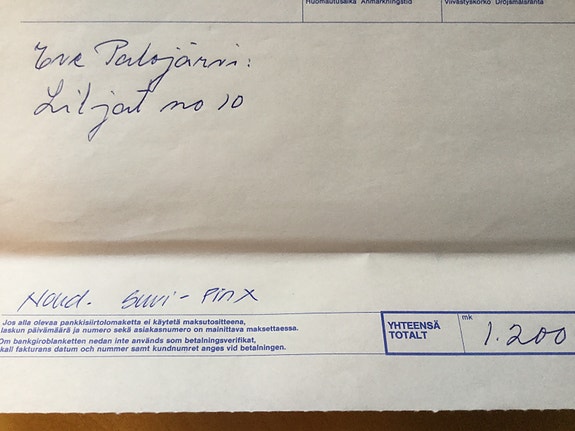 Huomautusaika Anmärkningstid
Viivästyskorko Dröjsmålsränta
Eve Palojärvi:
Liljat no 10
Noud. Suvi-Pinx
Jos alla olevaa pankkisiirtolomaketta ei käytetä maksutositteena,
laskun päivämäärä ja numero sekä asiakasnumero on mainittava maksettaessa.
Om bankgiroblanketten nedan inte används som betalningsverifikat,
skall fakturans datum och nummer samt kundnumret anges vid betalningen.
YHTEENSÄ
TOTALT
mk
1.200